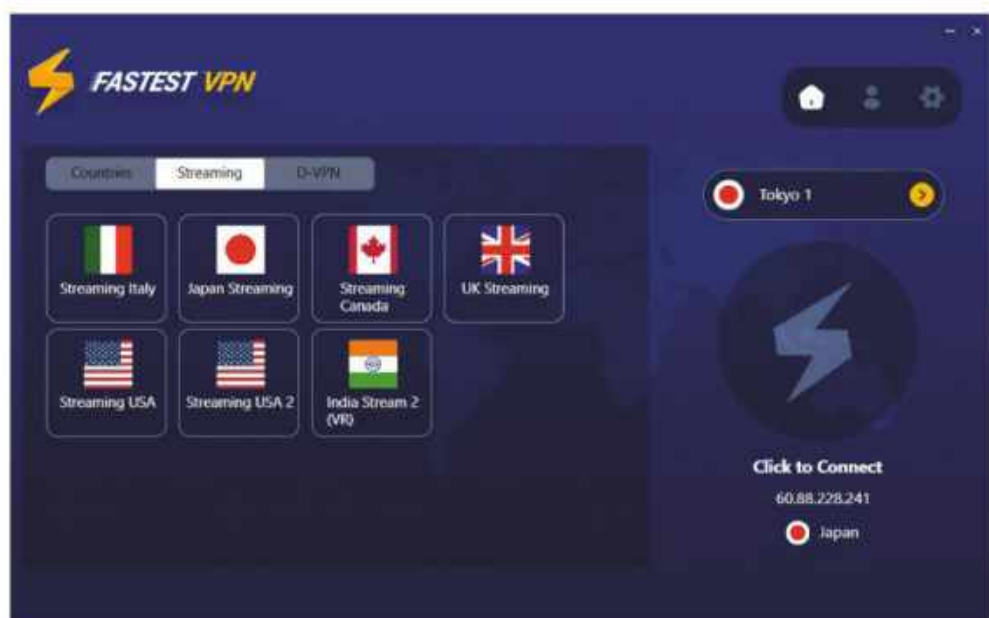 FASTEST VPN
Countries
Streaming
D-VPN
Tokyo 1
Streaming Italy
Japan Streaming
Streaming
Canada
UK Streaming
Streaming USA
Streaming USA 2
India Stream 2
(VR)
Click to Connect
60.88.228.241
Japan